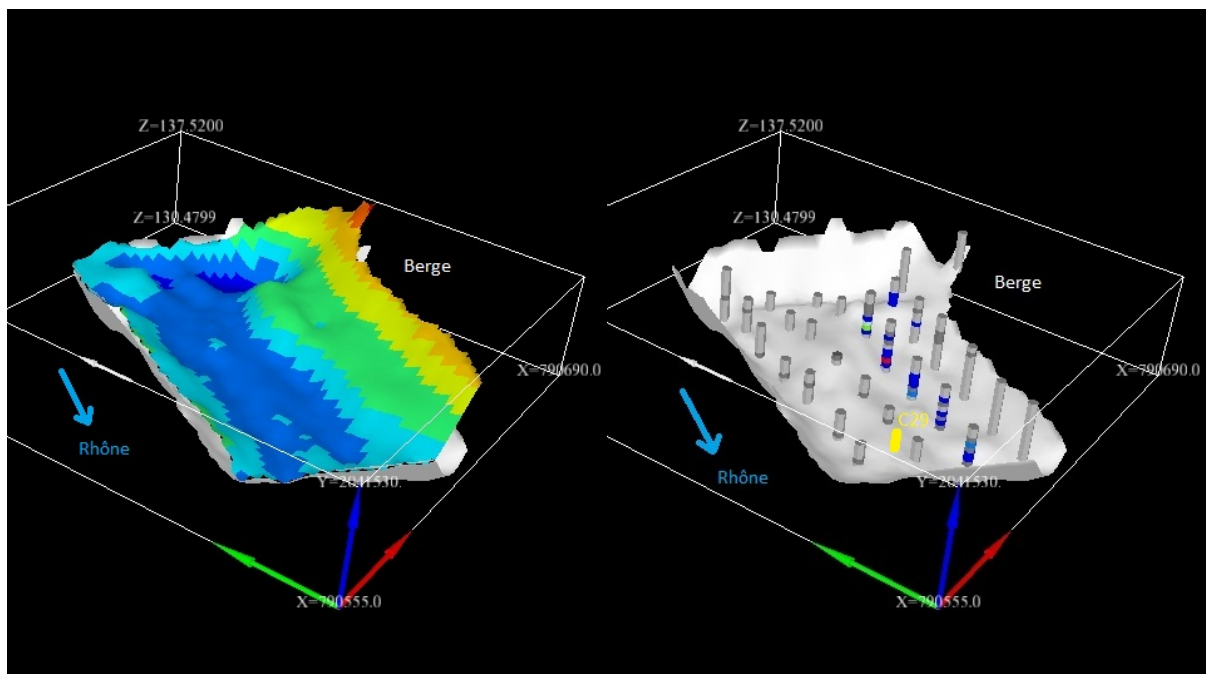 Z=137.5200
Z=130.4799
Berge
X=790690.0
Rhône
Y=2041530.
X=790555.0
Z=137.5200
Z=130.4799
Berge
X=790690.0
C29
Rhône
Y=2041530.
X=790555.0